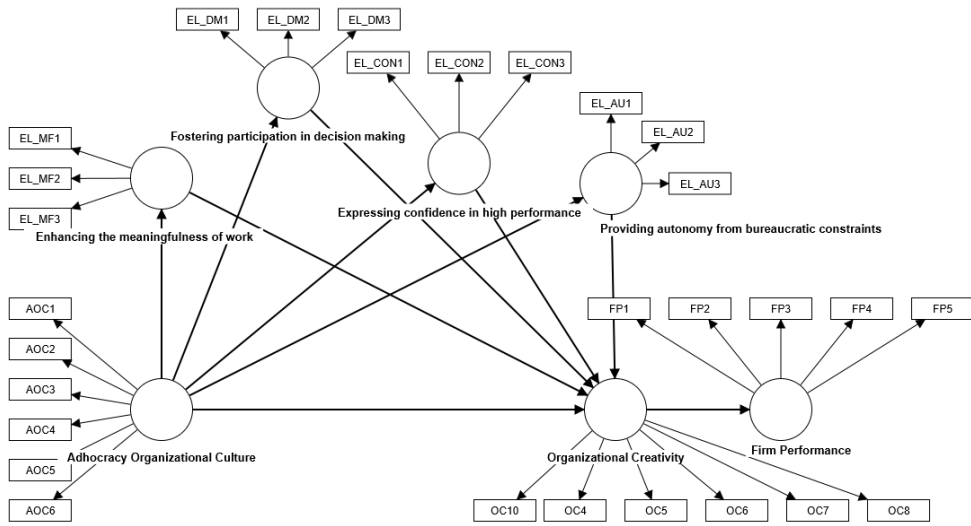 EL_DM1
EL_DM2
EL_DM3
EL_CON1
EL_CON2
EL_CON3
EL_AU1
EL_AU2
EL_AU3
EL_MF1
EL_MF2
EL_MF3
Fostering participation in decision making
Expressing confidence in high performance
Enhancing the meaningfulness of work
Providing autonomy from bureaucratic constraints
AOC1
AOC2
AOC3
AOC4
AOC5
AOC6
FP1
FP2
FP3
FP4
FP5
Adhocracy Organizational Culture
Organizational Creativity
Firm Performance
OC10
OC4
OC5
OC6
OC7
OC8